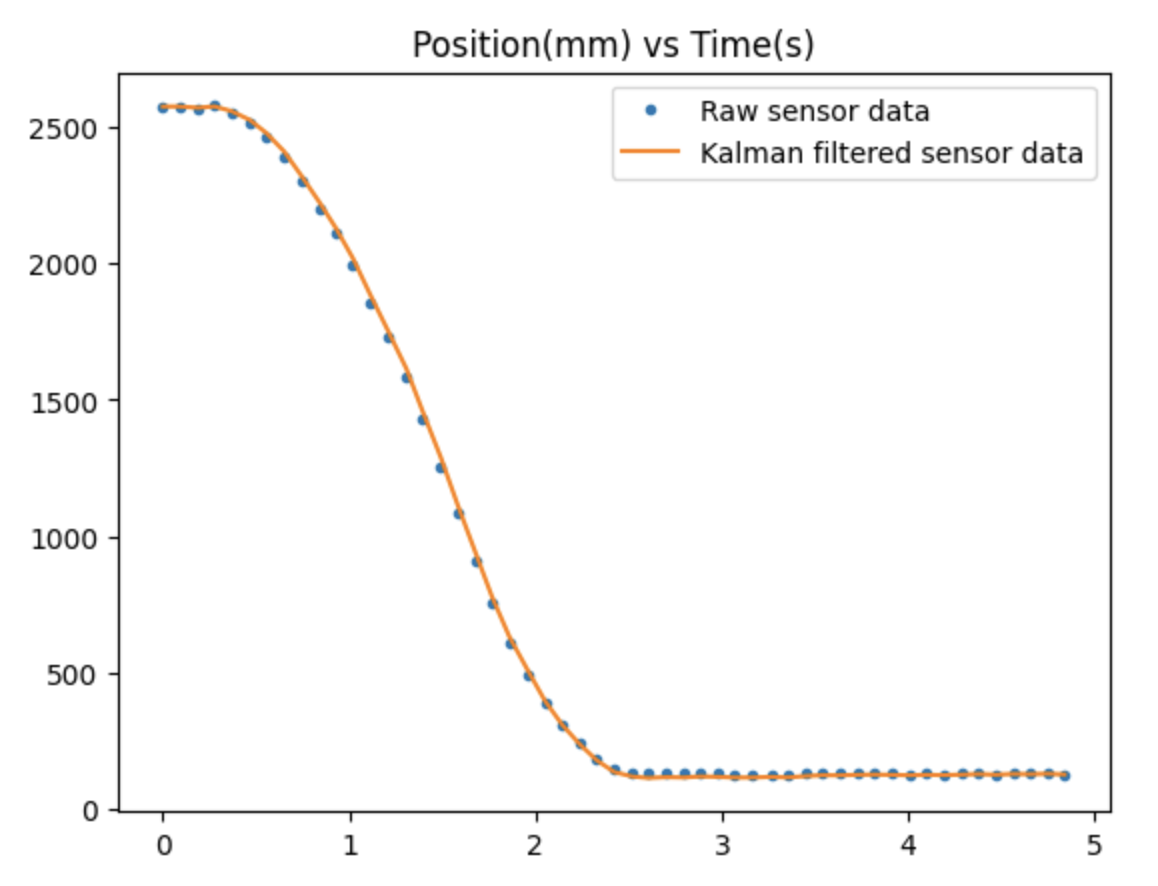 Position(mm) vs Time(s)
Raw sensor data
Kalman filtered sensor data
2500
2000
1500
1000
500
0
0 1 2 3 4 5